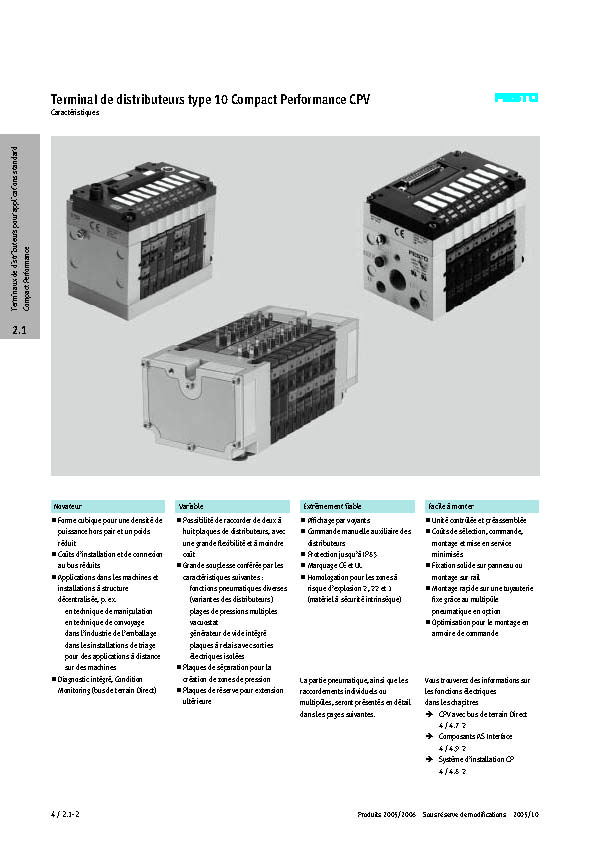 Terminal de distributeurs type 10 Compact Performance CPV
Caractéristiques
FESTO
Terminaux de distributeurs pour applications standard
Compact Performance
2.1
Novateur
Forme cubique pour une densité de
puissance hors pair et un poids
réduit
Coûts d'installation et de connexion
au bus réduits
Applications dans les machines et
installations à structure
décentralisée, p. ex.
en technique de manipulation
en technique de convoyage
dans l'industrie de l'emballage
dans les installations de triage
pour des applications à distance
sur des machines
Diagnostic intégré, Condition
Monitoring (bus de terrain Direct)
Variable
Possibilité de raccorder de deux à
huit plaques de distributeurs, avec
une grande flexibilité et à moindre
coût
Grande souplesse conférée par les
caractéristiques suivantes :
fonctions pneumatiques diverses
(variantes des distributeurs)
plages de pressions multiples
vacuostat
générateur de vide intégré
plaques à relais avec sorties
électriques isolées
Plaques de séparation pour la
création de zones de pression
Plaques de réserve pour extension
ultérieure
Extrêmement fiable
Affichage par voyants
Commande manuelle auxiliaire des
distributeurs
Protection jusqu'à IP65
Marquage CE et UL
Homologation pour les zones à
risque d'explosion 2, 22 et 1
(matériel à sécurité intrinsèque)
La partie pneumatique, ainsi que les
raccordements individuels ou
multipôles, seront présentés en détail
dans les pages suivantes.
Facile à monter
Unité contrôlée et préassemblée
Coûts de sélection, commande,
montage et mise en service
minimisés
Fixation solide sur panneau ou
montage sur rail
Montage rapide sur une tuyauterie
fixe grâce au multipôle
pneumatique en option
Optimisation pour le montage en
armoire de commande
Vous trouverez des informations sur
les fonctions électriques
dans les chapitres
➔ CPV avec bus de terrain Direct
4 / 4.7-2
➔ Composants AS-Interface
4 / 4.9-2
➔ Système d'installation CP
4 / 4.6-2
4 / 2.1-2
Produits 2005/2006 Sous réserve de modifications 2005/10